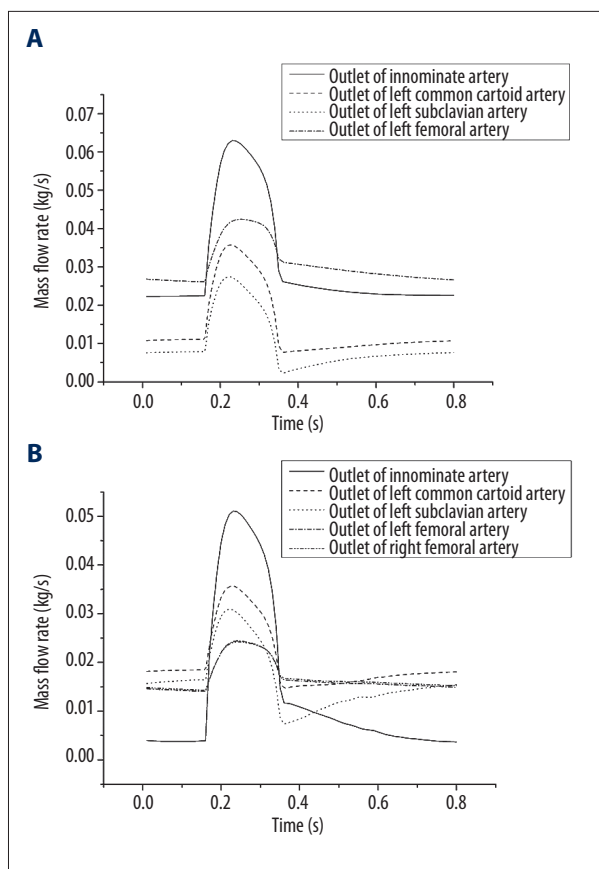 A
Outlet of innominate artery
Outlet of left common cartoid artery
Outlet of left subclavian artery
Outlet of left femoral artery
0.07
0.06
0.05
0.04
0.03
0.02
0.01
0.00
Mass flow rate (kg/s)
0.0 0.2 0.4 0.6 0.8
Time (s)
B
Outlet of innominate artery
Outlet of left common cartoid artery
Outlet of left subclavian artery
Outlet of left femoral artery
Outlet of right femoral artery
0.05
0.04
0.03
0.02
0.01
0.00
Mass flow rate (kg/s)
0.0 0.2 0.4 0.6 0.8
Time (s)